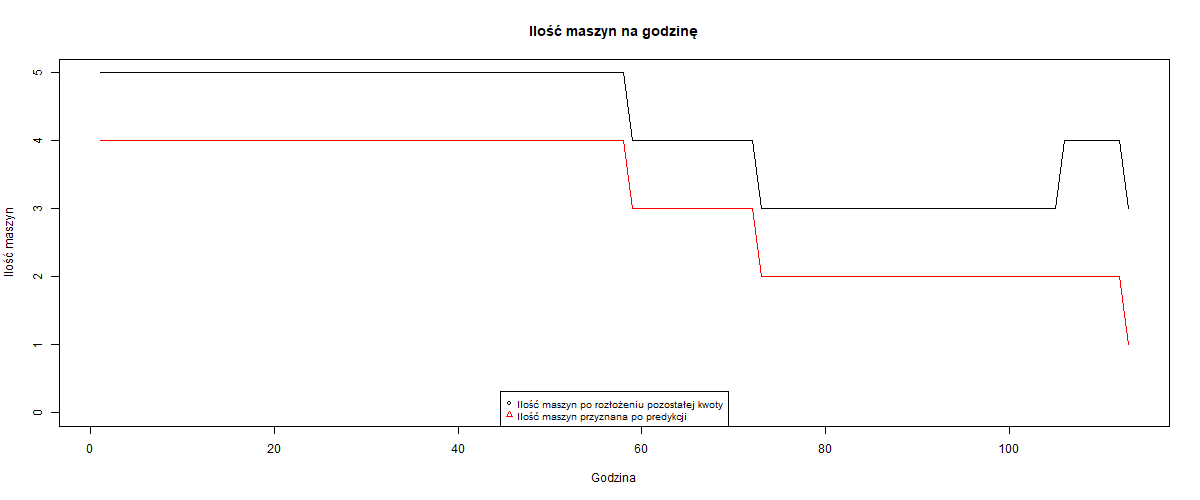 Ilość maszyn na godzinę
5
4
3
2
1
0
Ilość maszyn
Ilość maszyn po rozłożeniu pozostałej kwoty
Ilość maszyn przyznana po predykcji
0 20 40 60 80 100
Godzina